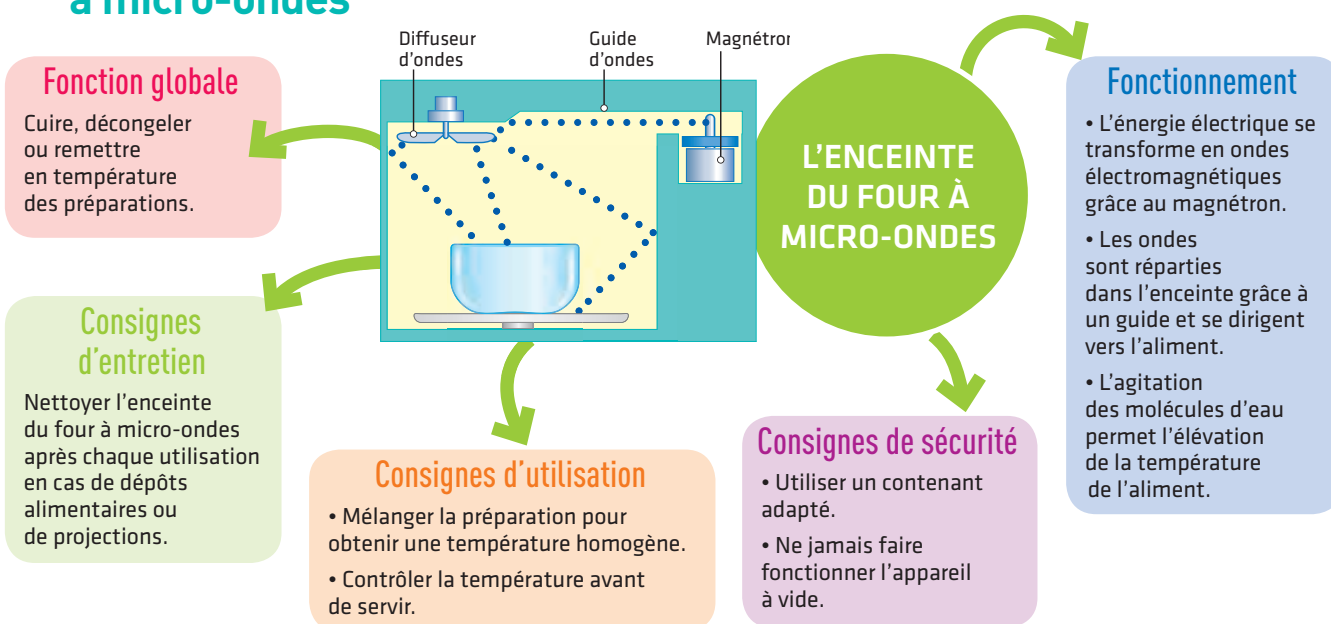 à micro-ondes
Diffuseur
d'ondes
Guide
d'ondes
Magnétron
Fonction globale
Cuire, décongeler
ou remettre
en température
des préparations.
L'ENCEINTE
DU FOUR À
MICRO-ONDES
Fonctionnement
• L'énergie électrique se
transforme en ondes
électromagnétiques
grâce au magnétron.
• Les ondes
sont réparties
dans l'enceinte grâce à
un guide et se dirigent
vers l'aliment.
• L'agitation
des molécules d'eau
permet l'élévation
de la température
de l'aliment.
Consignes
d'entretien
Nettoyer l'enceinte
du four à micro-ondes
après chaque utilisation
en cas de dépôts
alimentaires ou
de projections.
Consignes d'utilisation
• Mélanger la préparation pour
obtenir une température homogène.
• Contrôler la température avant
de servir.
Consignes de sécurité
• Utiliser un contenant
adapté.
• Ne jamais faire
fonctionner l'appareil
à vide.